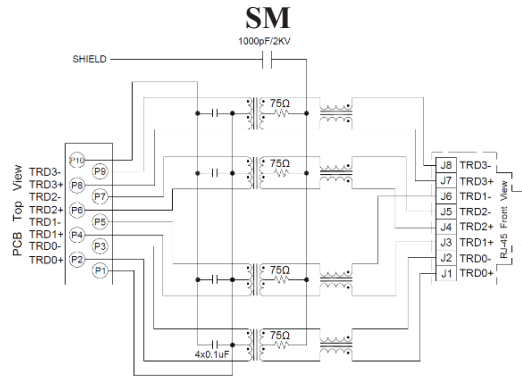 SM
1000pF/2KV
SHIELD
75Ω
P10
P9
TRD3-
TRD3+ P8
TRD2- P7
TRD2+ P6
TRD1- P5
TRD1+ P4
TRD0- P3
TRD0+ P2
P1
PCB Top View
75Ω
75Ω
75Ω
4x0.1uF
J8 TRD3-
J7 TRD3+
J6 TRD1-
J5 TRD2-
J4 TRD2+
J3 TRD1+
J2 TRD0-
J1 TRD0+
RJ-45 Front View